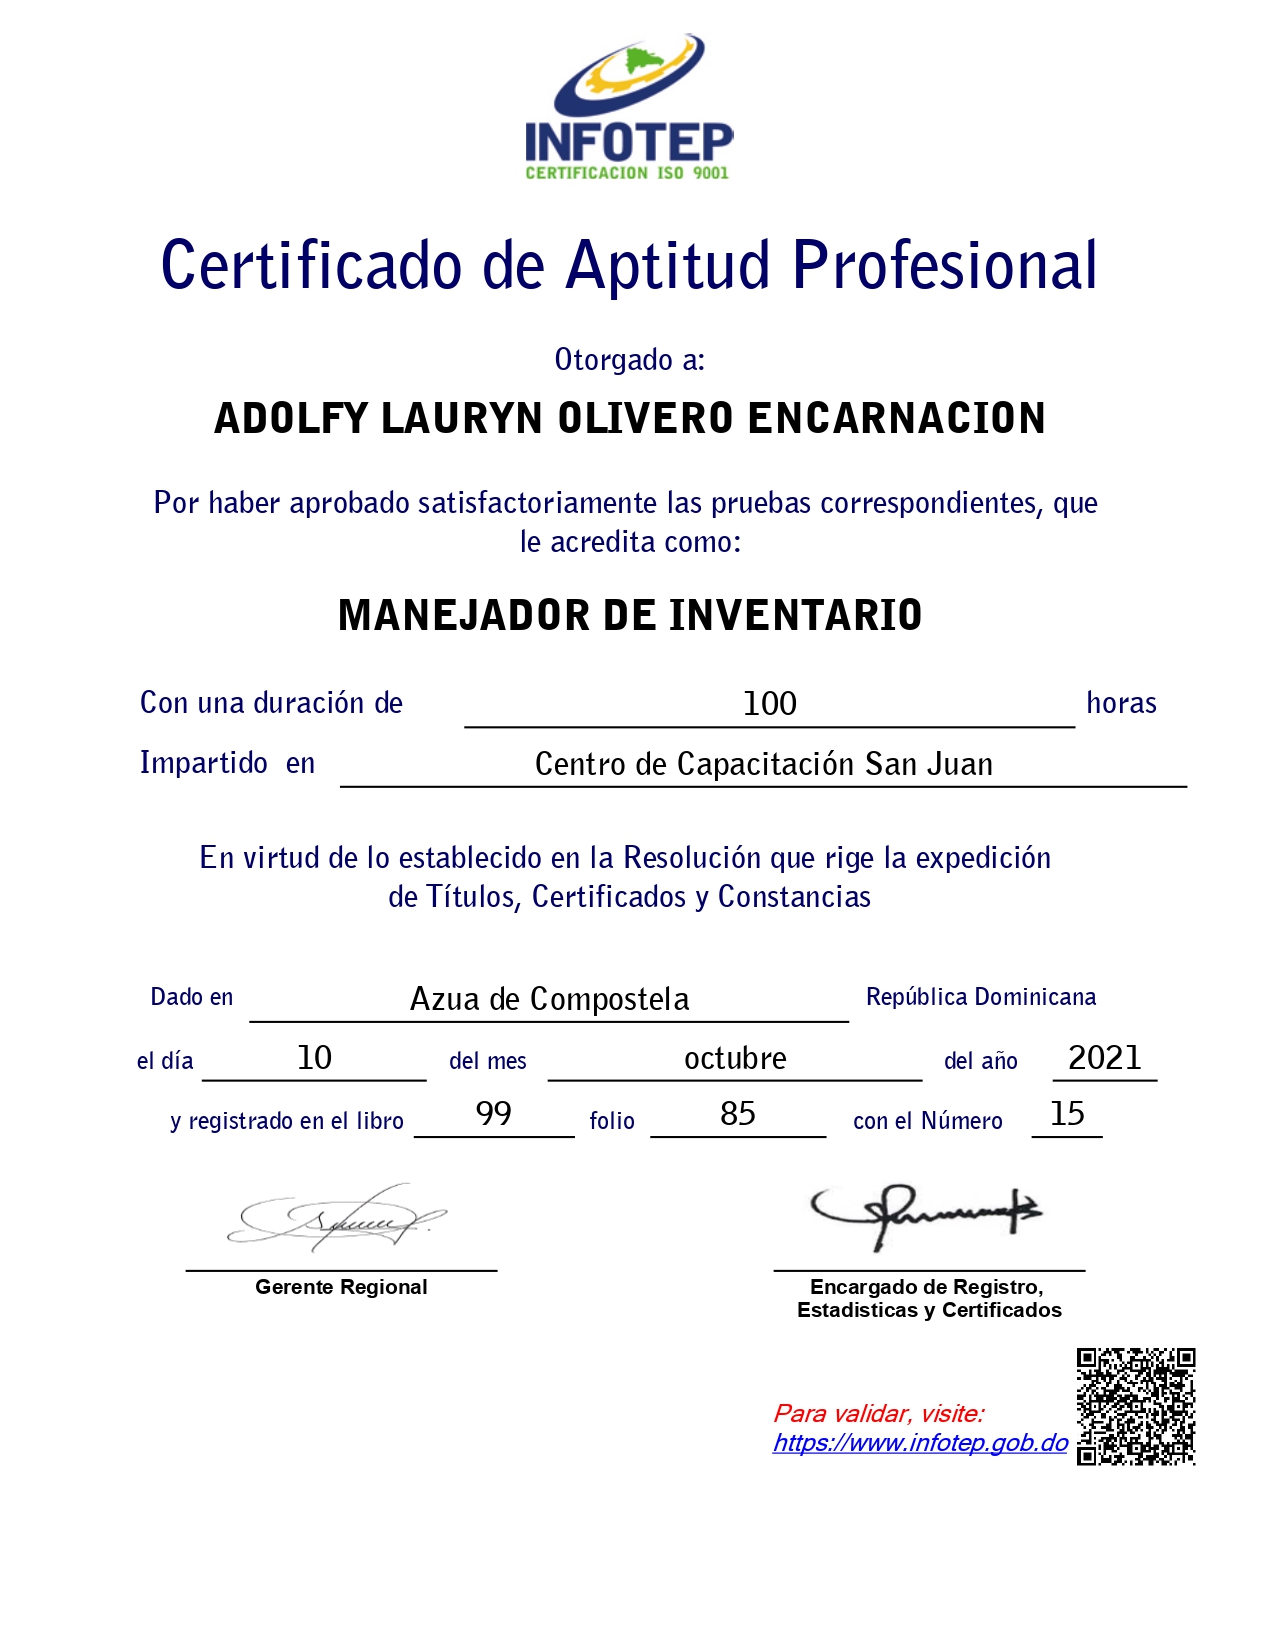 INFOTEP
CERTIFICACION ISO 9001
Certificado de Aptitud Profesional
Otorgado a:
ADOLFY LAURYN OLIVERO ENCARNACION
Por haber aprobado satisfactoriamente las pruebas correspondientes, que
le acredita como:
MANEJADOR DE INVENTARIO
Con una duración de 100 horas
Impartido en Centro de Capacitación San Juan
En virtud de lo establecido en la Resolución que rige la expedición
de Títulos, Certificados y Constancias
Dado en Azua de Compostela República Dominicana
el día 10 del mes octubre del año 2021
y registrado en el libro 99 folio 85 con el Número 15
Gerente Regional
Encargado de Registro,
Estadisticas y Certificados
Para validar, visite:
https://www.infotep.gob.do